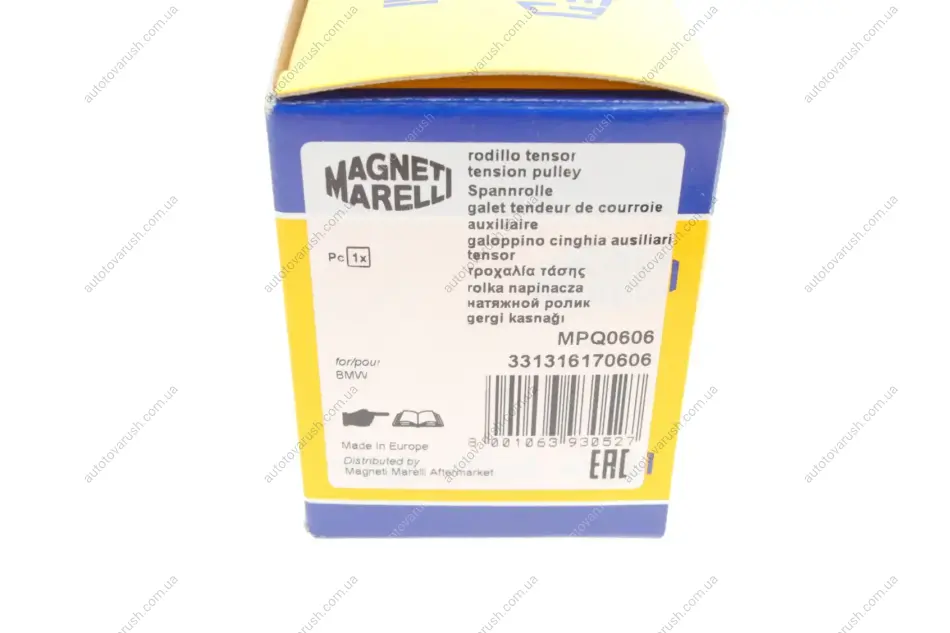 MAGNETI
MARELLI
rodillo tensor
tension pulley
Spannrolle
galet tendeur de courroie
auxiliaire
galoppino cinghia ausiliari
tensor
τροχαλία τάσης
rolka napinacza
натяжной ролик
gergi kasnağı
Pc 1x
MPQ0606
331316170606
for/pour
BMW
8 001063 930527
Made in Europe
Distributed by
Magneti Marelli Aftermarket
EAC
autotovarush.com.ua